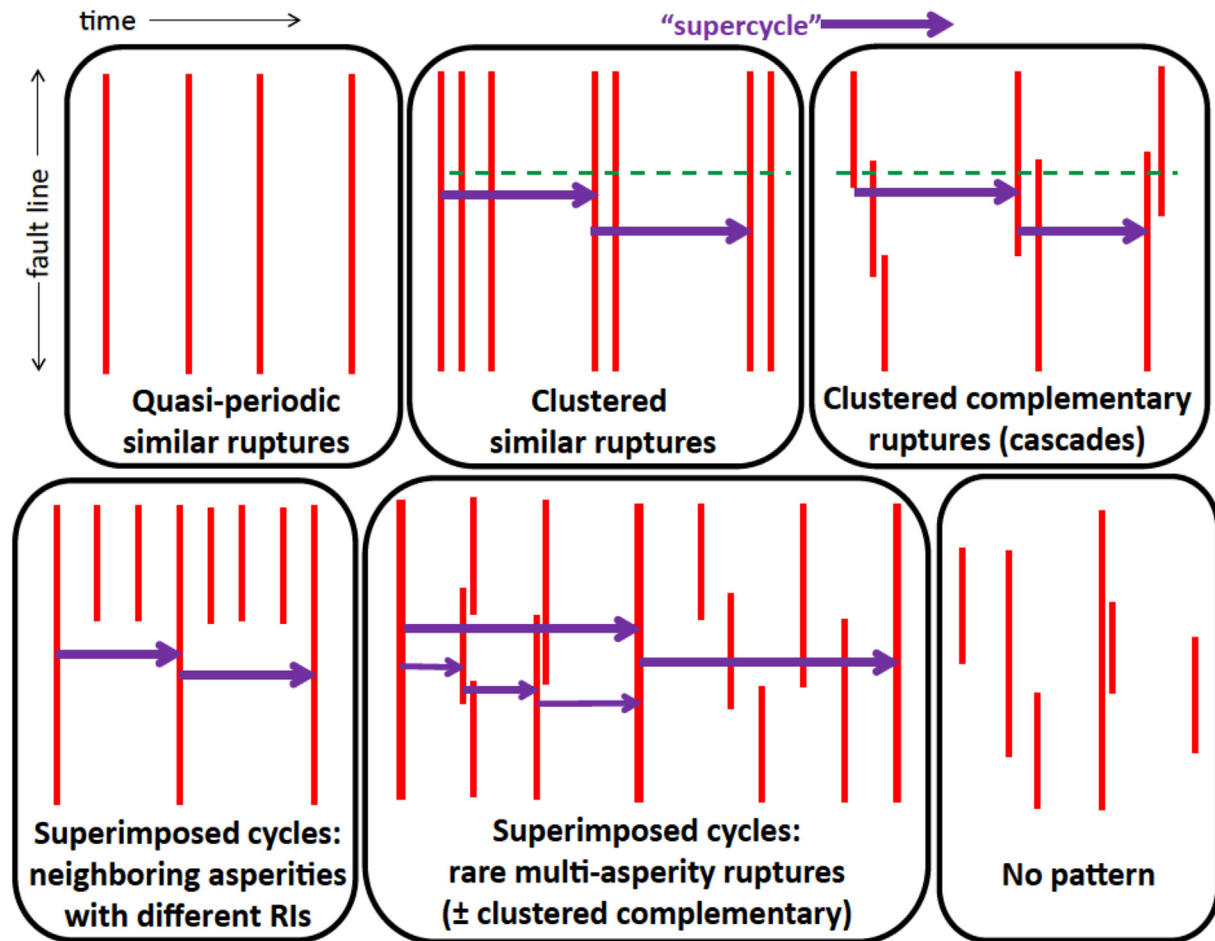 time
“supercycle”
fault line
Quasi-periodic
similar ruptures
Clustered
similar ruptures
Clustered complementary
ruptures (cascades)
Superimposed cycles:
neighboring asperities
with different RIs
Superimposed cycles:
rare multi-asperity ruptures
(± clustered complementary)
No pattern